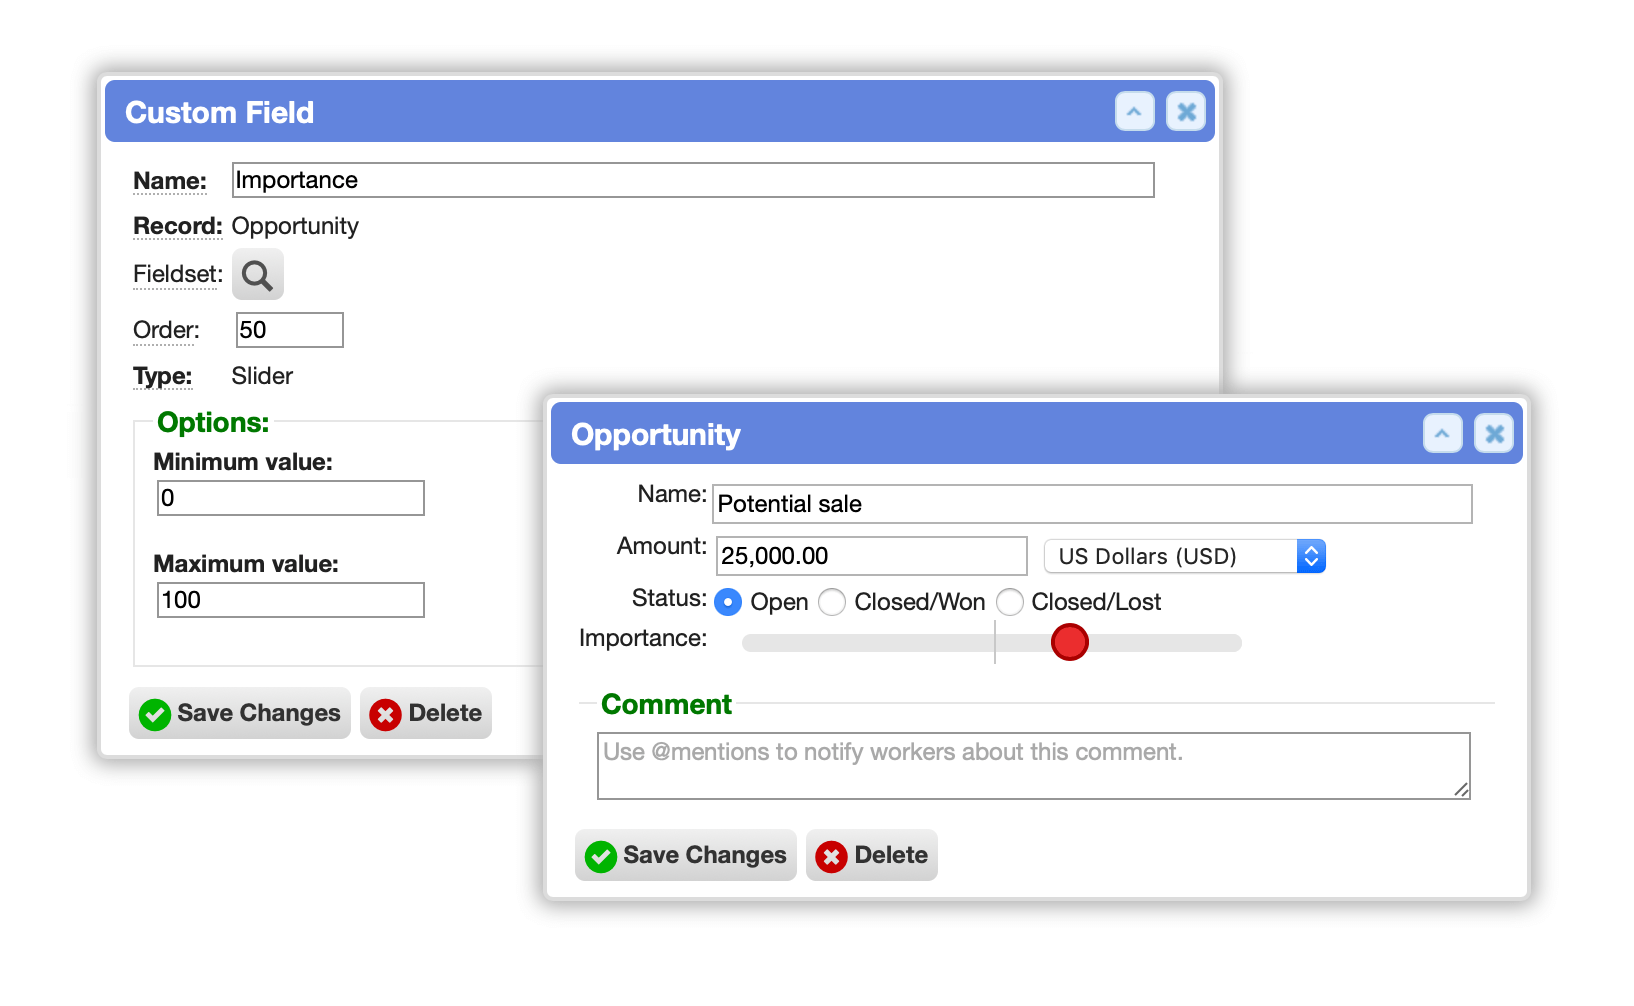 Custom Field
Name: Importance
Record: Opportunity
Fieldset:
Order: 50
Type: Slider
Options:
Minimum value:
0
Maximum value:
100
Save Changes Delete
Opportunity
Name: Potential sale
Amount: 25,000.00 US Dollars (USD)
Status: Open Closed/Won Closed/Lost
Importance:
Comment
Use @mentions to notify workers about this comment.
Save Changes Delete